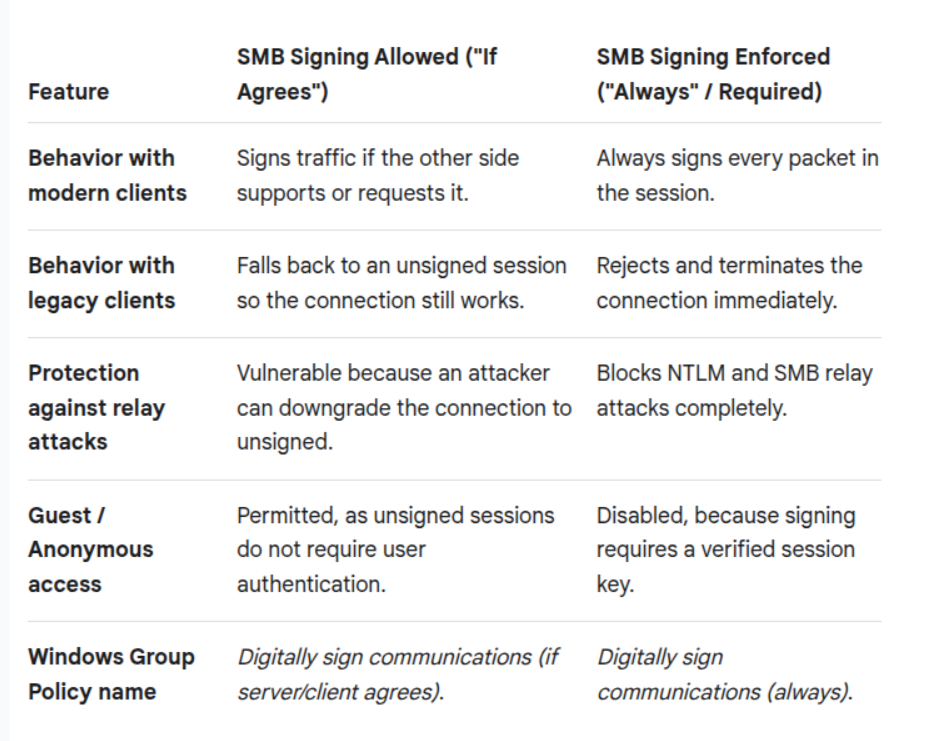 Feature
SMB Signing Allowed ("If
Agrees")
SMB Signing Enforced
("Always" / Required)
Behavior with
modern clients
Signs traffic if the other side
supports or requests it.
Always signs every packet in
the session.
Behavior with
legacy clients
Falls back to an unsigned session
so the connection still works.
Rejects and terminates the
connection immediately.
Protection
against relay
attacks
Vulnerable because an attacker
can downgrade the connection to
unsigned.
Blocks NTLM and SMB relay
attacks completely.
Guest /
Anonymous
access
Permitted, as unsigned sessions
do not require user
authentication.
Disabled, because signing
requires a verified session
key.
Windows Group
Policy name
Digitally sign communications (if
server/client agrees).
Digitally sign
communications (always).